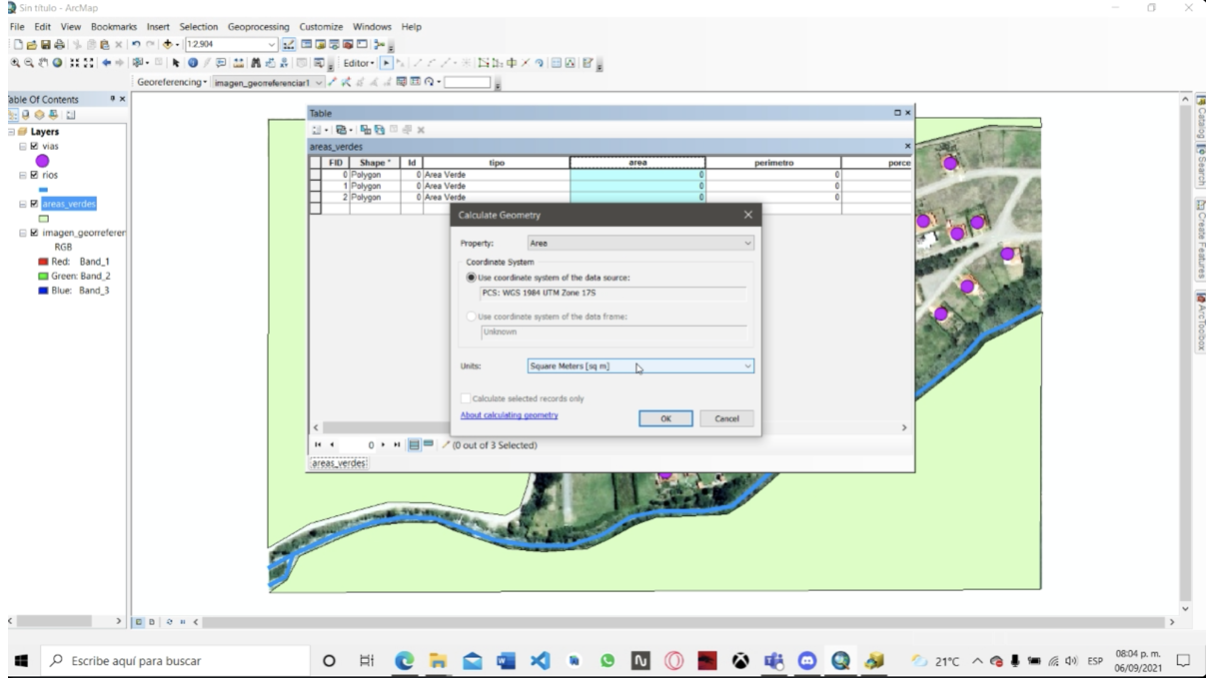 Sin título - ArcMap
File Edit View Bookmarks Insert Selection Geoprocessing Customize Windows Help
1:2,904
Editor
Georeferencing imagen_georreferenciar1
Table Of Contents
Layers
vias
rios
areas_verdes
imagen_georrefer
RGB
Red: Band_1
Green: Band_2
Blue: Band_3
Table
areas_verdes
FID Shape * Id tipo area perimetro porce
0 Polygon 0 Area Verde 0 0
1 Polygon 0 Area Verde 0 0
2 Polygon 0 Area Verde 0 0
Calculate Geometry
Property: Area
Coordinate System
Use coordinate system of the data source:
PCS: WGS 1984 UTM Zone 17S
Use coordinate system of the data frame:
Unknown
Units: Square Meters [sq m]
Calculate selected records only
About calculating geometry
OK Cancel
0 (0 out of 3 Selected)
areas_verdes
Catalog
Search
Create Features
ArcToolbox
Escribe aquí para buscar
21°C ESP 08:04 p. m.
06/09/2021